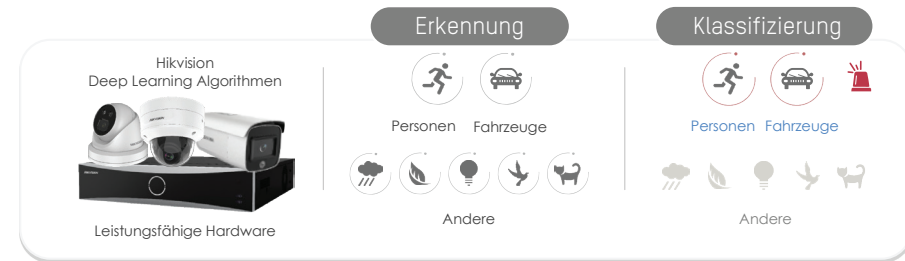 Erkennung
Klassifizierung
Hikvision
Deep Learning Algorithmen
Leistungsfähige Hardware
Personen
Fahrzeuge
Andere
Personen
Fahrzeuge
Andere